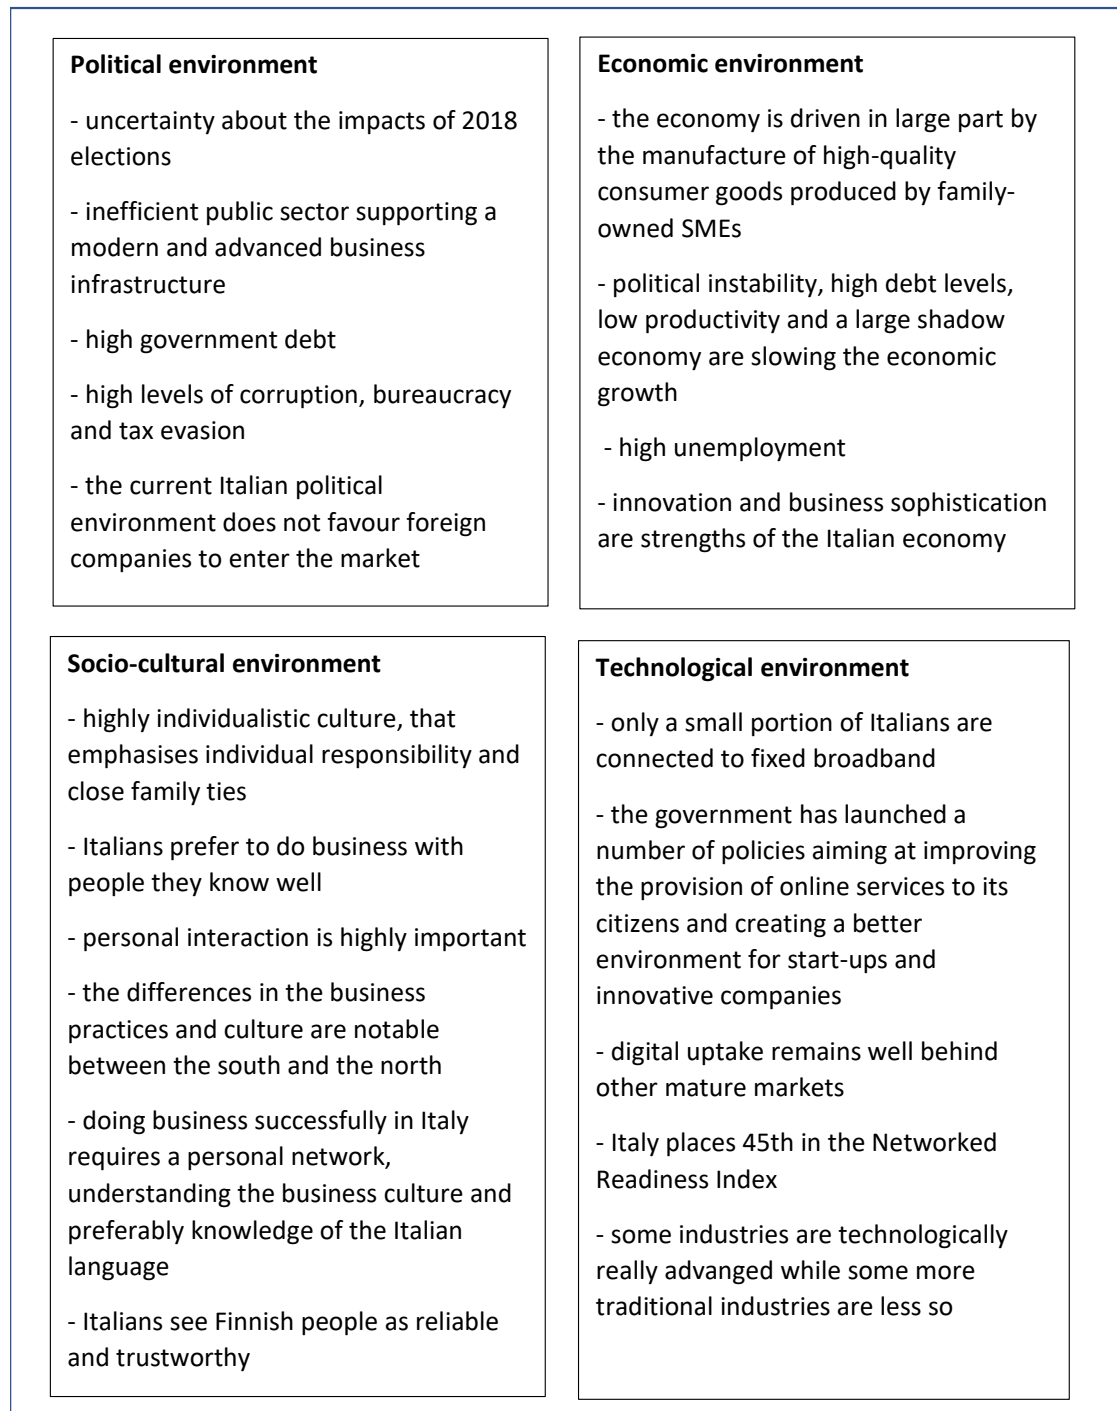 Political environment
- uncertainty about the impacts of 2018
elections
- inefficient public sector supporting a
modern and advanced business
infrastructure
- high government debt
- high levels of corruption, bureaucracy
and tax evasion
- the current Italian political
environment does not favour foreign
companies to enter the market
Economic environment
- the economy is driven in large part by
the manufacture of high-quality
consumer goods produced by family-
owned SMEs
- political instability, high debt levels,
low productivity and a large shadow
economy are slowing the economic
growth
- high unemployment
- innovation and business sophistication
are strengths of the Italian economy
Socio-cultural environment
- highly individualistic culture, that
emphasises individual responsibility and
close family ties
- Italians prefer to do business with
people they know well
- personal interaction is highly important
- the differences in the business
practices and culture are notable
between the south and the north
- doing business successfully in Italy
requires a personal network,
understanding the business culture and
preferably knowledge of the Italian
language
- Italians see Finnish people as reliable
and trustworthy
Technological environment
- only a small portion of Italians are
connected to fixed broadband
- the government has launched a
number of policies aiming at improving
the provision of online services to its
citizens and creating a better
environment for start-ups and
innovative companies
- digital uptake remains well behind
other mature markets
- Italy places 45th in the Networked
Readiness Index
- some industries are technologically
really advanged while some more
traditional industries are less so